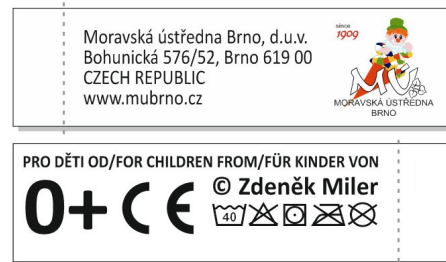 Moravská ústředna Brno, d.u.v.
Bohunická 576/52, Brno 619 00
CZECH REPUBLIC
www.mubrno.cz
since
1909
MU
MORAVSKÁ ÚSTŘEDNA
BRNO
PRO DĚTI OD/FOR CHILDREN FROM/FÜR KINDER VON
0+ CE
© Zdeněk Miler
40